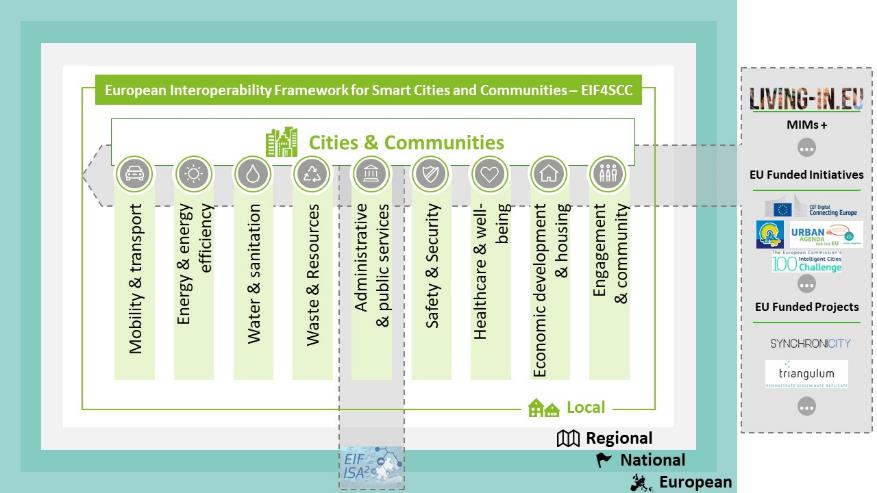 European Interoperability Framework for Smart Cities and Communities – EIF4SCC
Cities & Communities
Mobility & transport
Energy & energy
efficiency
Water & sanitation
Waste & Resources
Administrative
& public services
Safety & Security
Healthcare & well-
being
Economic development
& housing
Engagement
& community
Local
Regional
National
European
EIF
ISA²
LIVING-IN.EU
MIMs +
EU Funded Initiatives
CEF Digital
Connecting Europe
URBAN
AGENDA
FOR THE EU
The European Commission's
100 Intelligent Cities
Challenge
EU Funded Projects
SYNCHRONICITY
triangulum
DEMONSTRATE DISSEMINATE REPLICATE